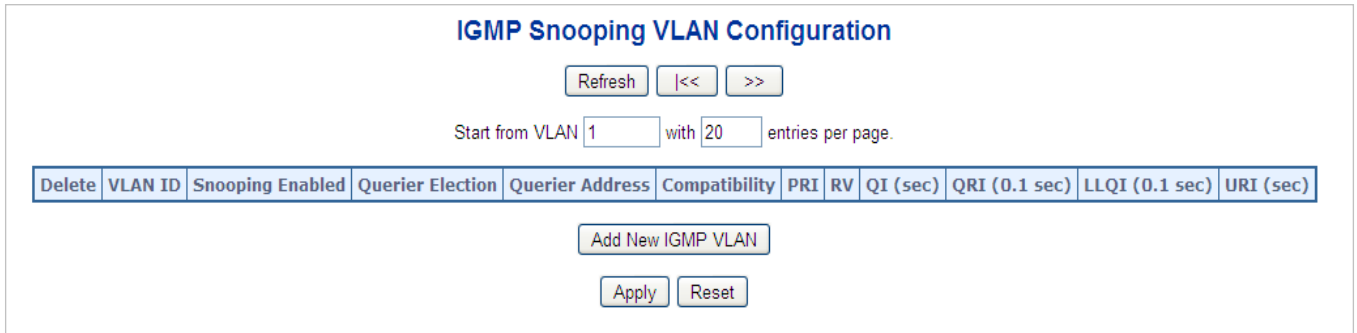 IGMP Snooping VLAN Configuration
Refresh |<< >>
Start from VLAN 1 with 20 entries per page.
Delete VLAN ID Snooping Enabled Querier Election Querier Address Compatibility PRI RV QI (sec) QRI (0.1 sec) LLQI (0.1 sec) URI (sec)
Add New IGMP VLAN
Apply Reset